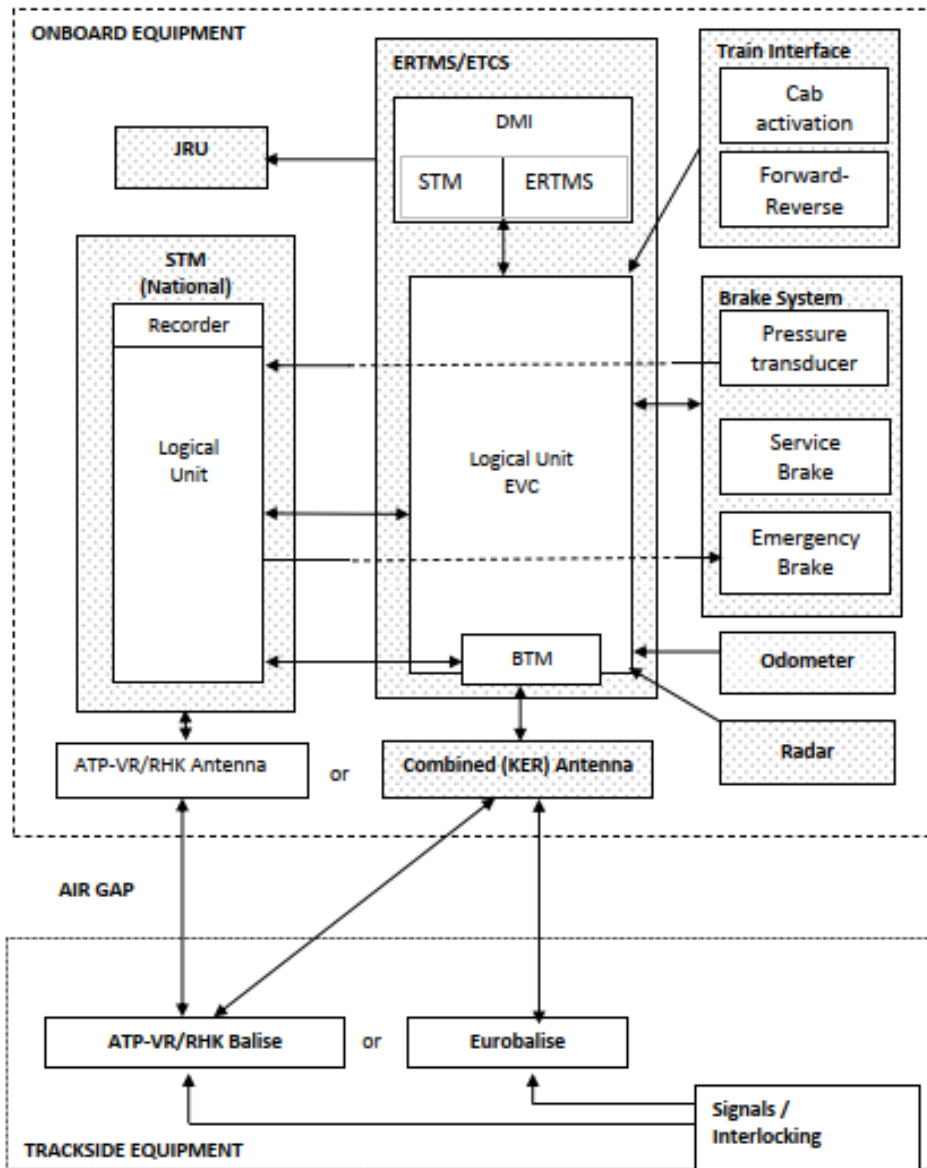 ONBOARD EQUIPMENT
ERTMS/ETCS
Train Interface
Cab
activation
Forward-
Reverse
DMI
STM
ERTMS
JRU
STM
(National)
Recorder
Logical
Unit
Logical Unit
EVC
Brake System
Pressure
transducer
Service
Brake
Emergency
Brake
BTM
Odometer
Radar
ATP-VR/RHK Antenna
or
Combined (KER) Antenna
AIR GAP
ATP-VR/RHK Balise
or
Eurobalise
Signals /
Interlocking
TRACKSIDE EQUIPMENT